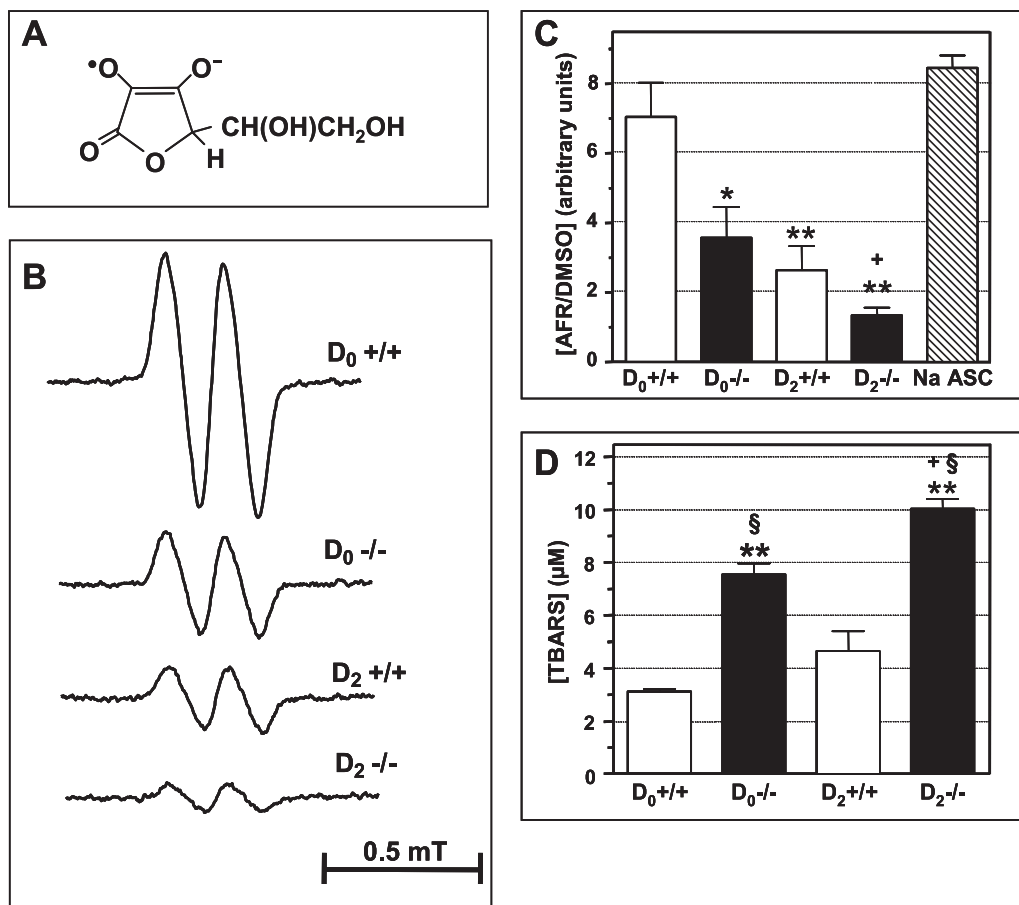 A
•O
O−
O
O
H
CH(OH)CH2OH
B
D0 +/+
D0 -/-
D2 +/+
D2 -/-
0.5 mT
C
[AFR/DMSO] (arbitrary units)
8
6
4
2
0
*
**
+
**
D0+/+ D0-/- D2+/+ D2-/- Na ASC
D
[TBARS] (µM)
12
10
8
6
4
2
0
§
**
+ §
**
D0+/+ D0-/- D2+/+ D2-/-